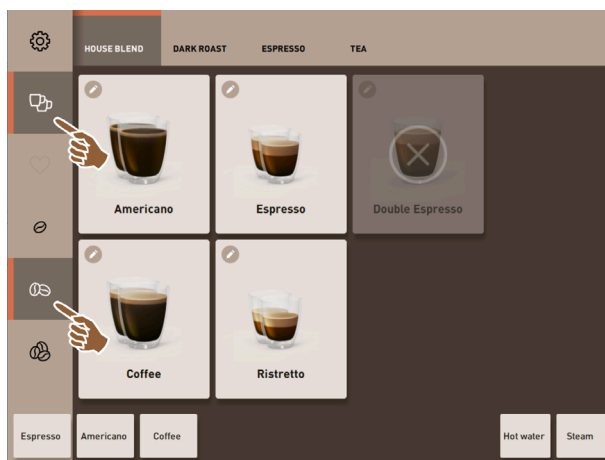 HOUSE BLEND
DARK ROAST
ESPRESSO
TEA
Americano
Espresso
Double Espresso
Coffee
Ristretto
Espresso
Americano
Coffee
Hot water
Steam